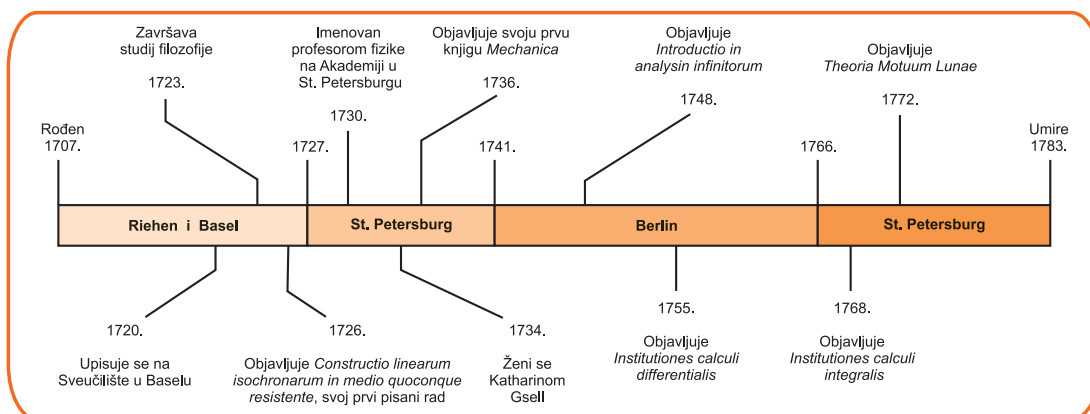 Završava
studij filozofije
1723.
Imenovan
profesorom fizike
na Akademiji u
St. Petersburgu
1730.
Objavljuje svoju prvu
knjigu Mechanica
1736.
Objavljuje
Introductio in
analysin infinitorum
1748.
Objavljuje
Theoria Motuum Lunae
1772.
Rođen
1707.
1727.
1741.
1766.
Umire
1783.
Riehen i Basel
St. Petersburg
Berlin
St. Petersburg
1720.
Upisuje se na
Sveučilište u Baselu
1726.
Objavljuje Constructio linearum
isochronarum in medio quoconque
resistente, svoj prvi pisani rad
1734.
Ženi se
Katharinom
Gsell
1755.
Objavljuje
Institutiones calculi
differentialis
1768.
Objavljuje
Institutiones calculi
integralis